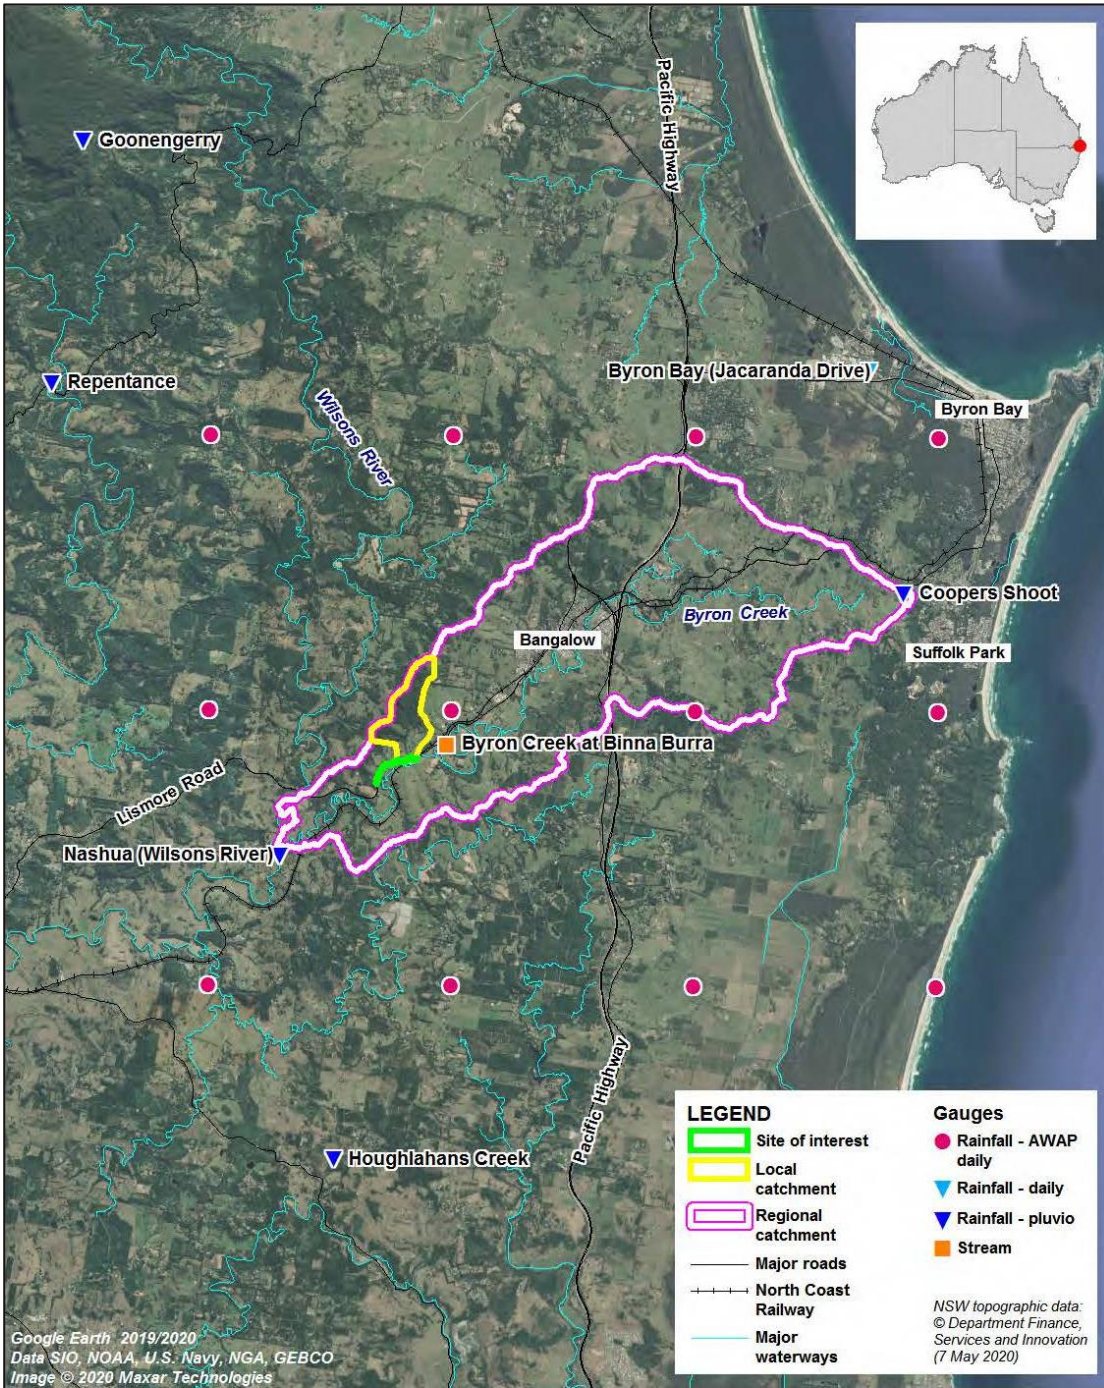 Pacific Highway
Goonengerry
Repentance
Byron Bay (Jacaranda Drive)
Byron Bay
Wilsons River
Coopers Shoot
Byron Creek
Bangalow
Suffolk Park
Byron Creek at Binna Burra
Lismore Road
Nashua (Wilsons River)
Pacific Highway
Houghlahans Creek
LEGEND
Site of interest
Local
catchment
Regional
catchment
Major roads
North Coast
Railway
Major
waterways
Gauges
Rainfall - AWAP
daily
Rainfall - daily
Rainfall - pluvio
Stream
NSW topographic data:
© Department Finance,
Services and Innovation
(7 May 2020)
Google Earth 2019/2020
Data SIO, NOAA, U.S. Navy, NGA, GEBCO
Image © 2020 Maxar Technologies